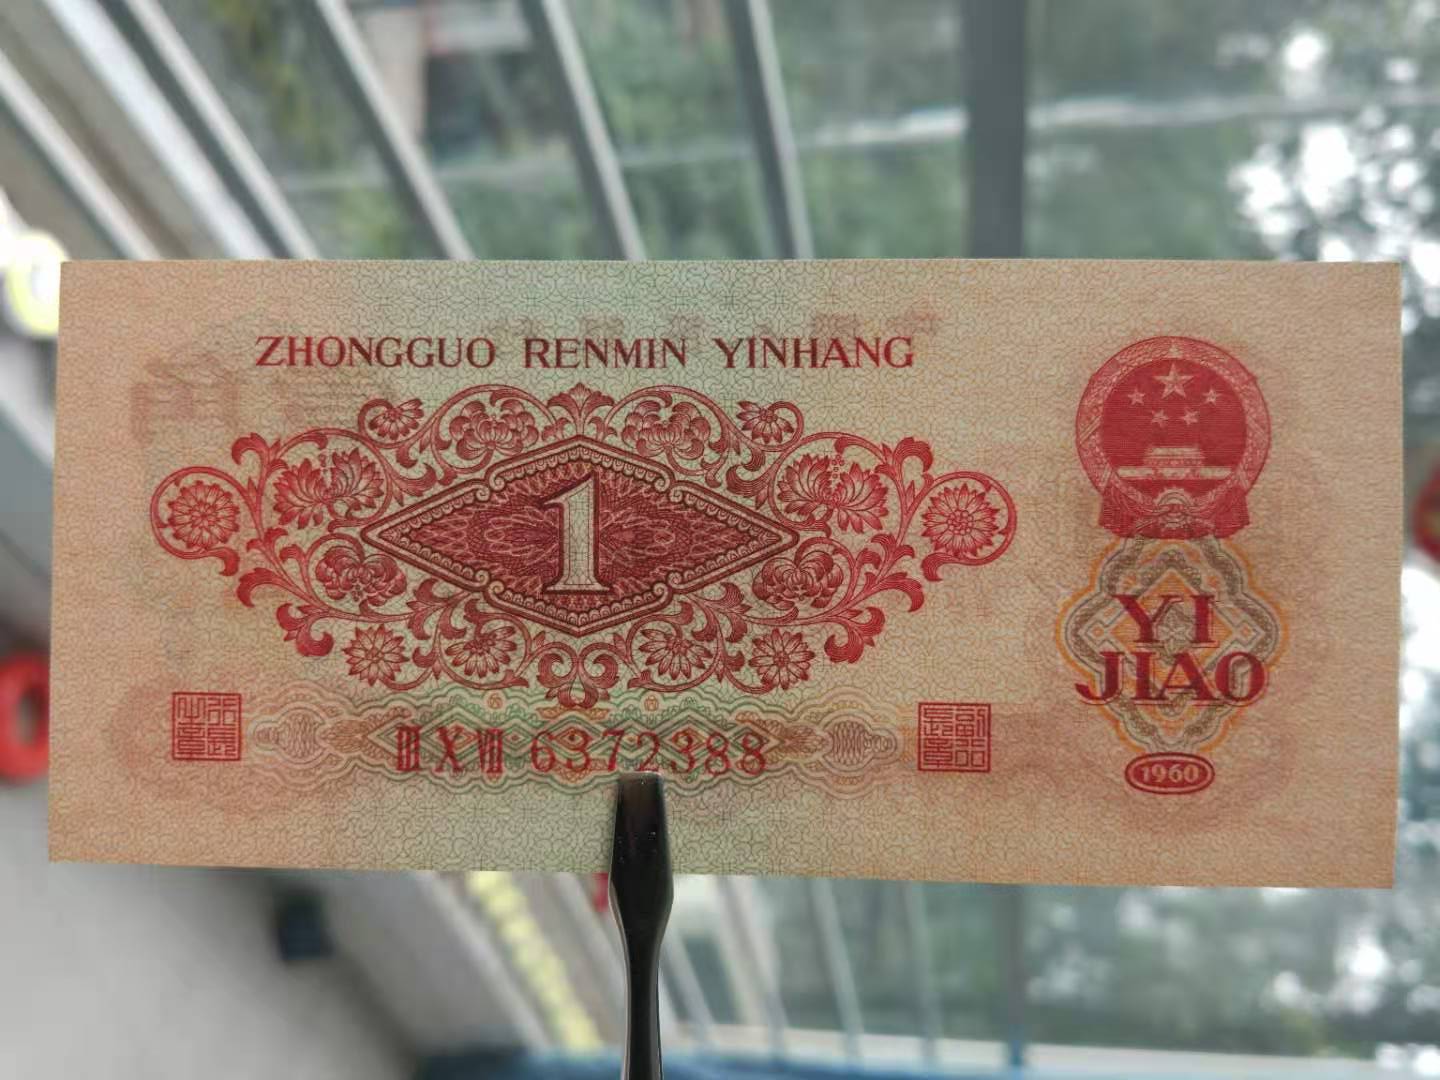 ZHONGGUO RENMIN YINHANG
1
YI
JIAO
ⅢⅩⅦ 6372388
1960